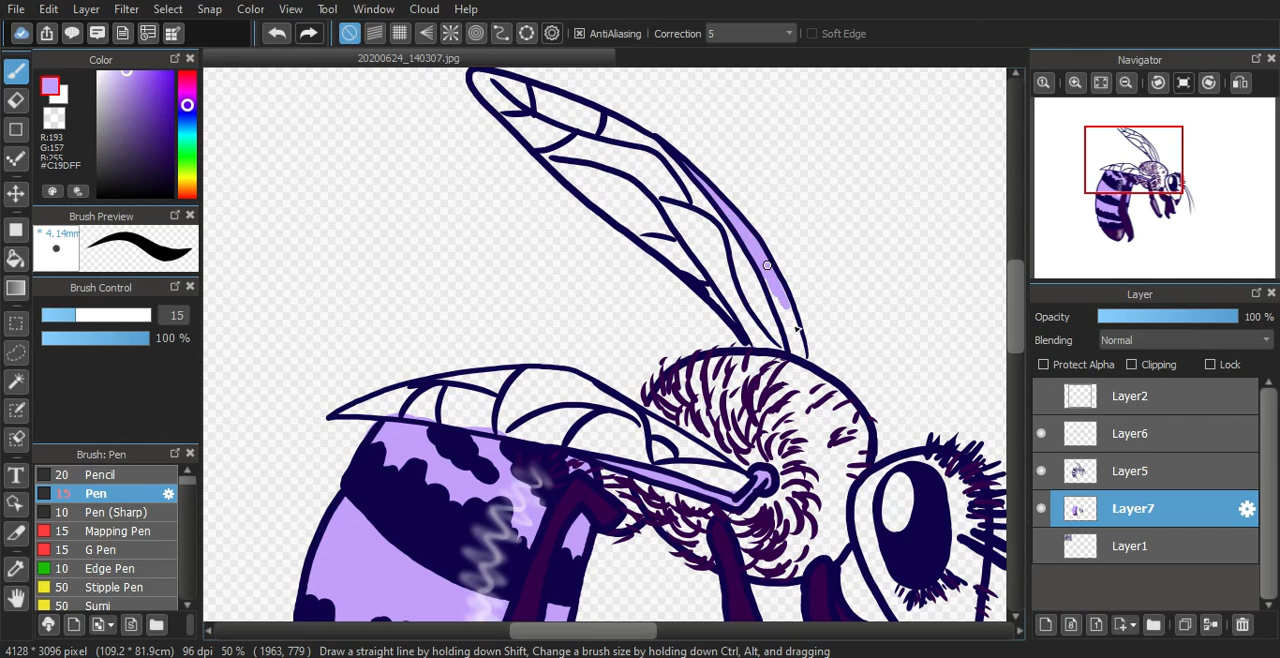 File Edit Layer Filter Select Snap Color View Tool Window Cloud Help
AntiAliasing Correction 5 Soft Edge
20200624_140307.jpg
Color
R:193
G:157
B:255
#C19DFF
Brush Preview
* 4.14mm
Brush Control
15
100 %
Brush: Pen
20 Pencil
15 Pen
10 Pen (Sharp)
15 Mapping Pen
15 G Pen
10 Edge Pen
50 Stipple Pen
50 Sumi
Navigator
Layer
Opacity 100 %
Blending Normal
Protect Alpha Clipping Lock
Layer2
Layer6
Layer5
Layer7
Layer1
4128 * 3096 pixel (109.2 * 81.9cm) 96 dpi 50 % ( 1963, 779 ) Draw a straight line by holding down Shift, Change a brush size by holding down Ctrl, Alt, and dragging